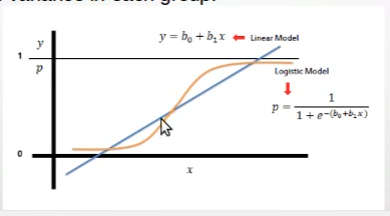 variance in each group.
y
y = b₀ + b₁x
Linear Model
1
p
Logistic Model
p = 1 / 1 + e^−(b₀+b₁x)
0
x